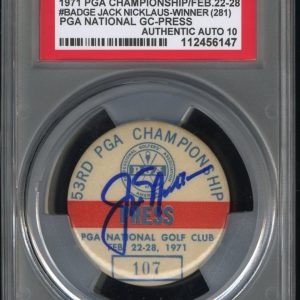 1971 PGA CHAMPIONSHIP/FEB.22-28
#BADGE JACK NICKLAUS-WINNER (281)
PGA NATIONAL GC-PRESS
AUTHENTIC AUTO 10
112456147
53RD PGA CHAMPIONSHIP
PRESS
PGA NATIONAL GOLF CLUB
FEB. 22-28, 1971
107